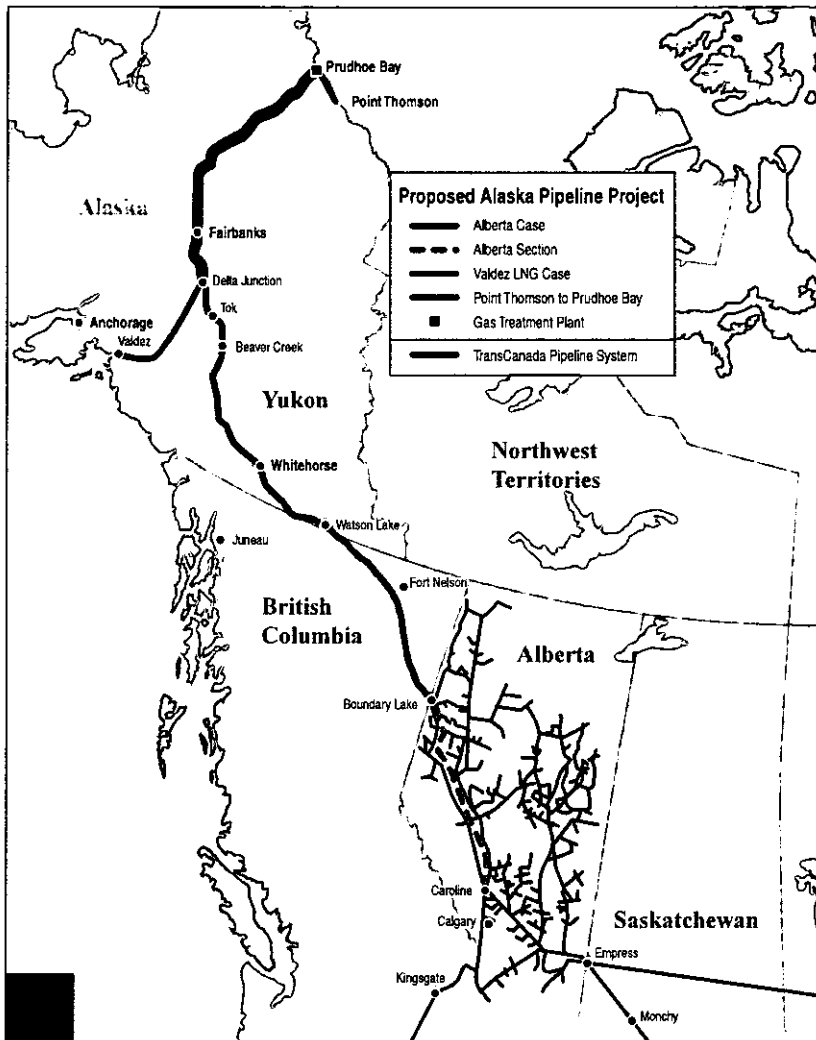 Prudhoe Bay
Point Thomson
Proposed Alaska Pipeline Project
Alberta Case
Alberta Section
Valdez LNG Case
Point Thomson to Prudhoe Bay
Gas Treatment Plant
TransCanada Pipeline System
Alaska
Fairbanks
Delta Junction
Tok
Anchorage
Valdez
Beaver Creek
Yukon
Northwest
Territories
Whitehorse
Watson Lake
Juneau
Fort Nelson
British
Columbia
Alberta
Boundary Lake
Caroline
Calgary
Saskatchewan
Empress
Kingsgate
Monchy